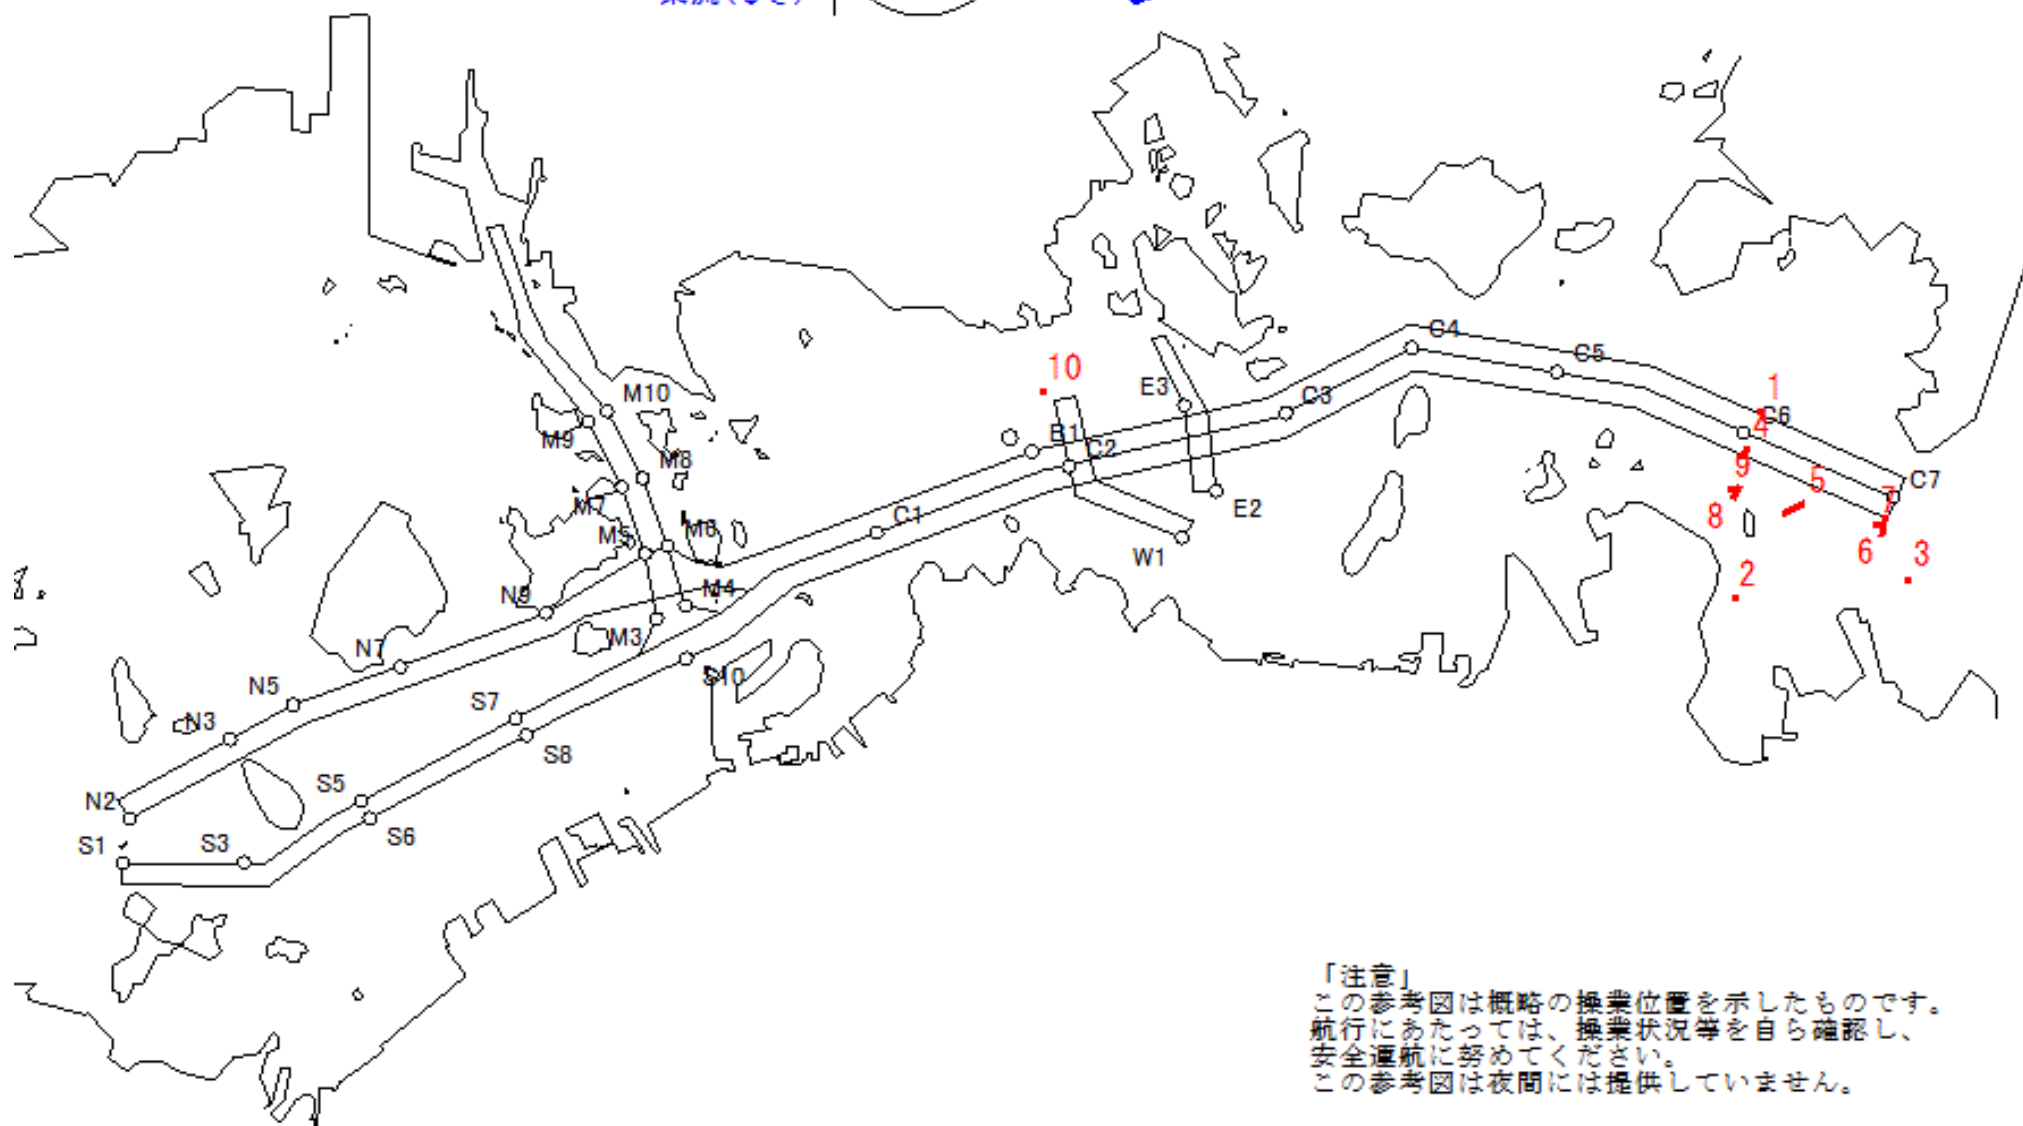 10
1
C4
C5
E3
C3
C6
4
M10
B1
C2
M9
M8
9
5
C7
M7
7
8
E2
M5
M6
C1
W1
6
3
2
N9
M4
M3
N7
S10
N5
S7
N3
S8
S5
N2
S6
S1
S3
「注意」
この参考図は概略の操業位置を示したものです。
航行にあたっては、操業状況等を自ら確認し、
安全運航に努めてください。
この参考図は夜間には提供していません。